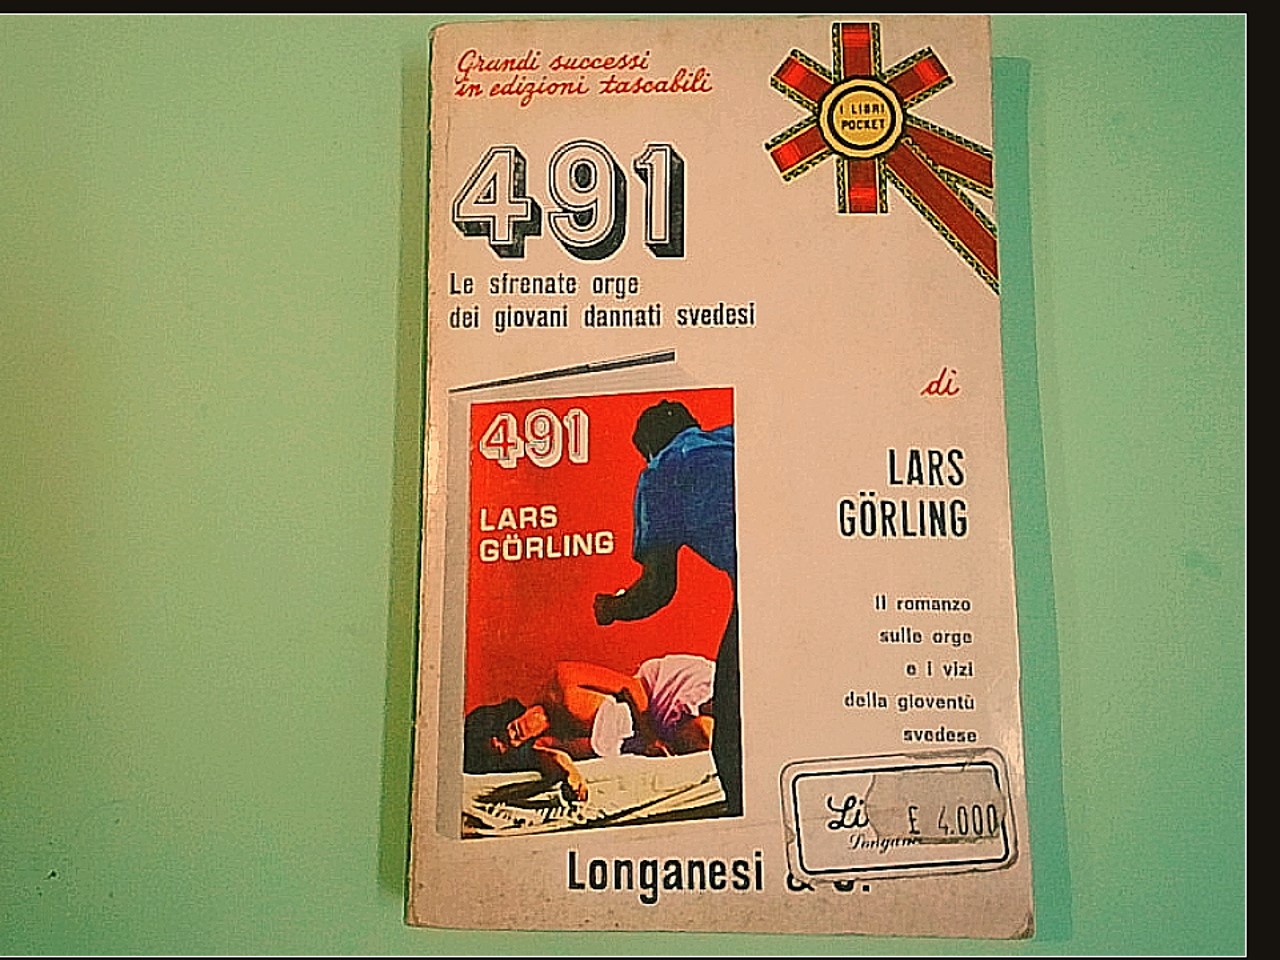 Grandi successi
in edizioni tascabili
I LIBRI
POCKET
491
Le sfrenate orge
dei giovani dannati svedesi
491
LARS
GÖRLING
di
LARS
GÖRLING
Il romanzo
sulle orge
e i vizi
della gioventù
svedese
Li £ 4.000
Longanesi &